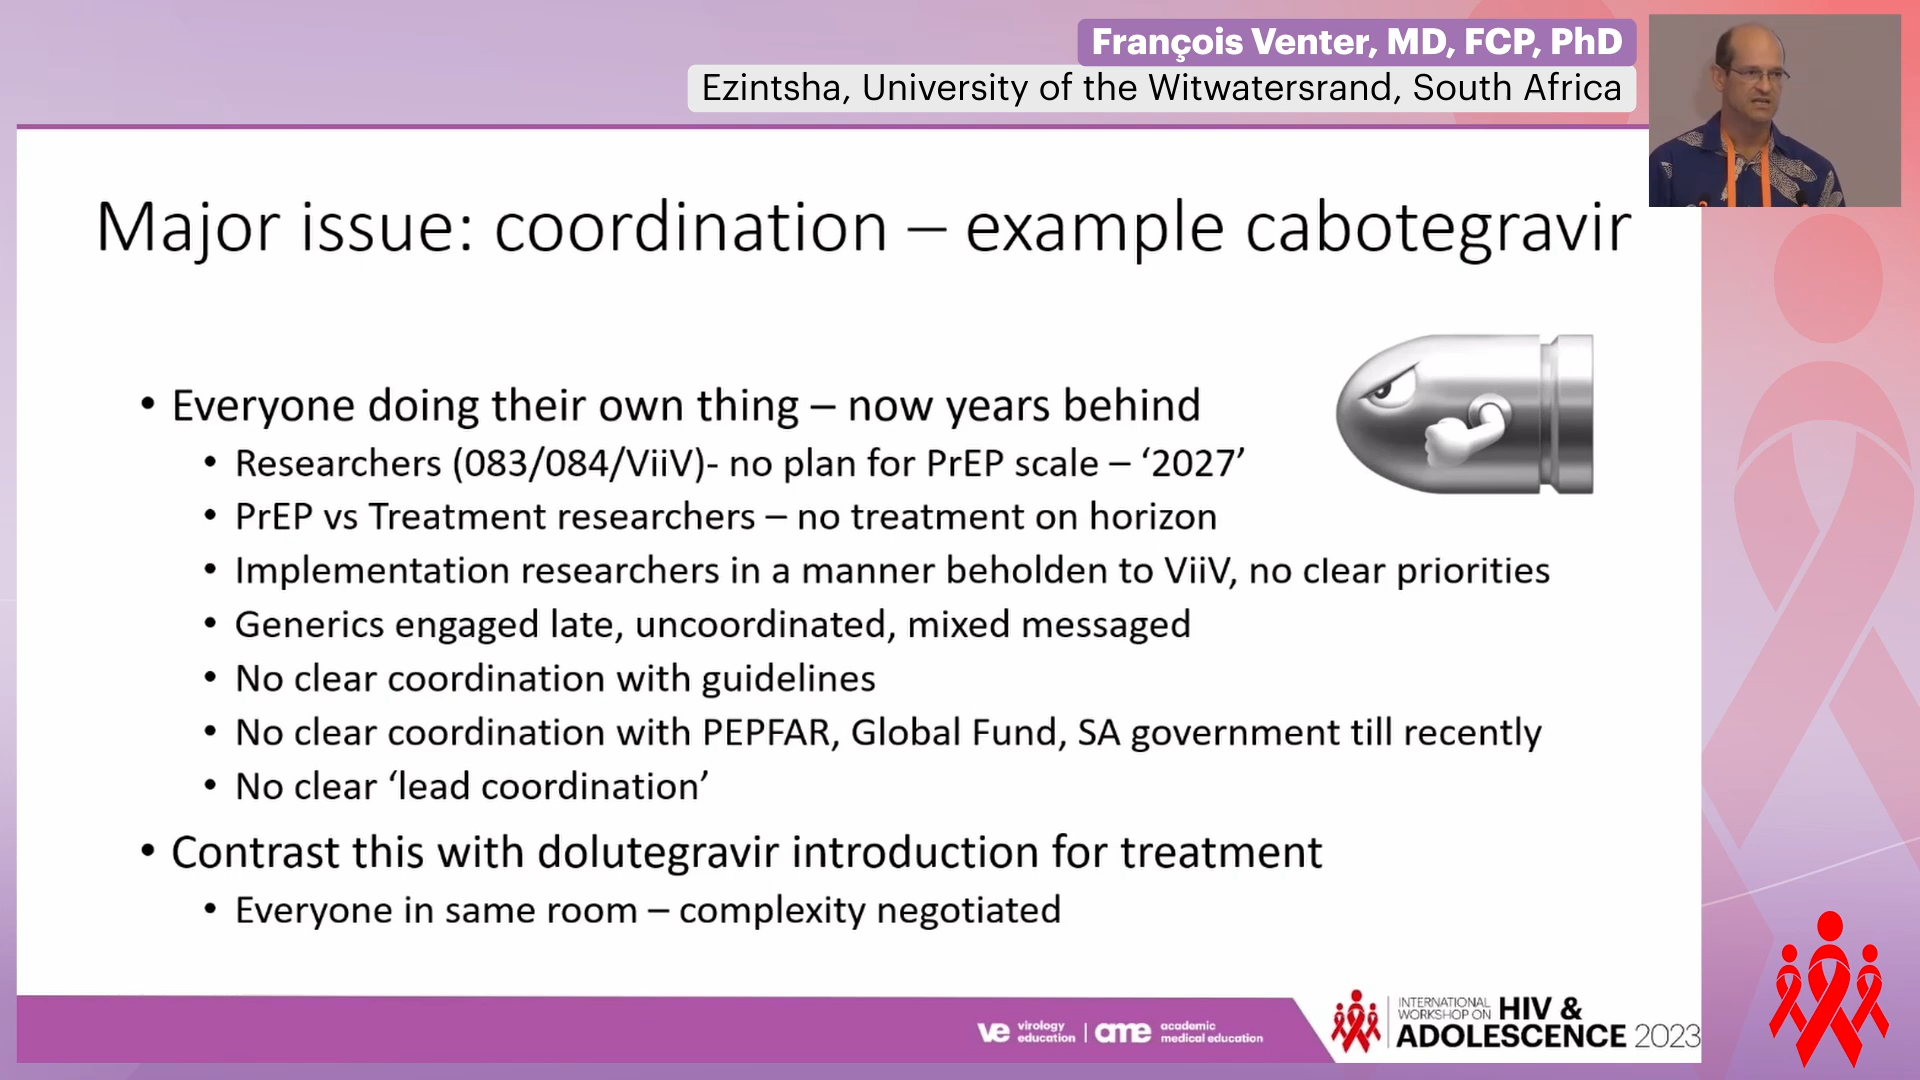 François Venter, MD, FCP, PhD
Ezintsha, University of the Witwatersrand, South Africa
Major issue: coordination – example cabotegravir
• Everyone doing their own thing – now years behind
• Researchers (083/084/ViiV)- no plan for PrEP scale – ‘2027’
• PrEP vs Treatment researchers – no treatment on horizon
• Implementation researchers in a manner beholden to ViiV, no clear priorities
• Generics engaged late, uncoordinated, mixed messaged
• No clear coordination with guidelines
• No clear coordination with PEPFAR, Global Fund, SA government till recently
• No clear ‘lead coordination’
• Contrast this with dolutegravir introduction for treatment
• Everyone in same room – complexity negotiated
ve virology education | ame academic medical education
INTERNATIONAL WORKSHOP ON HIV & ADOLESCENCE 2023